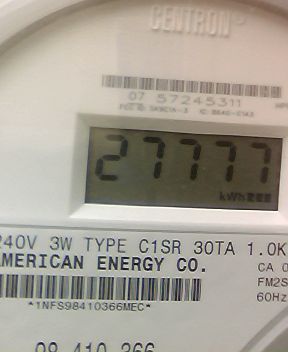 CENTRON
07 57245311
27777
kWh
240V 3W TYPE C1SR 30TA 1.0K
AMERICAN ENERGY CO.
CA 0
FM2S
*1NFS98410366MEC*
60Hz
98 410 366